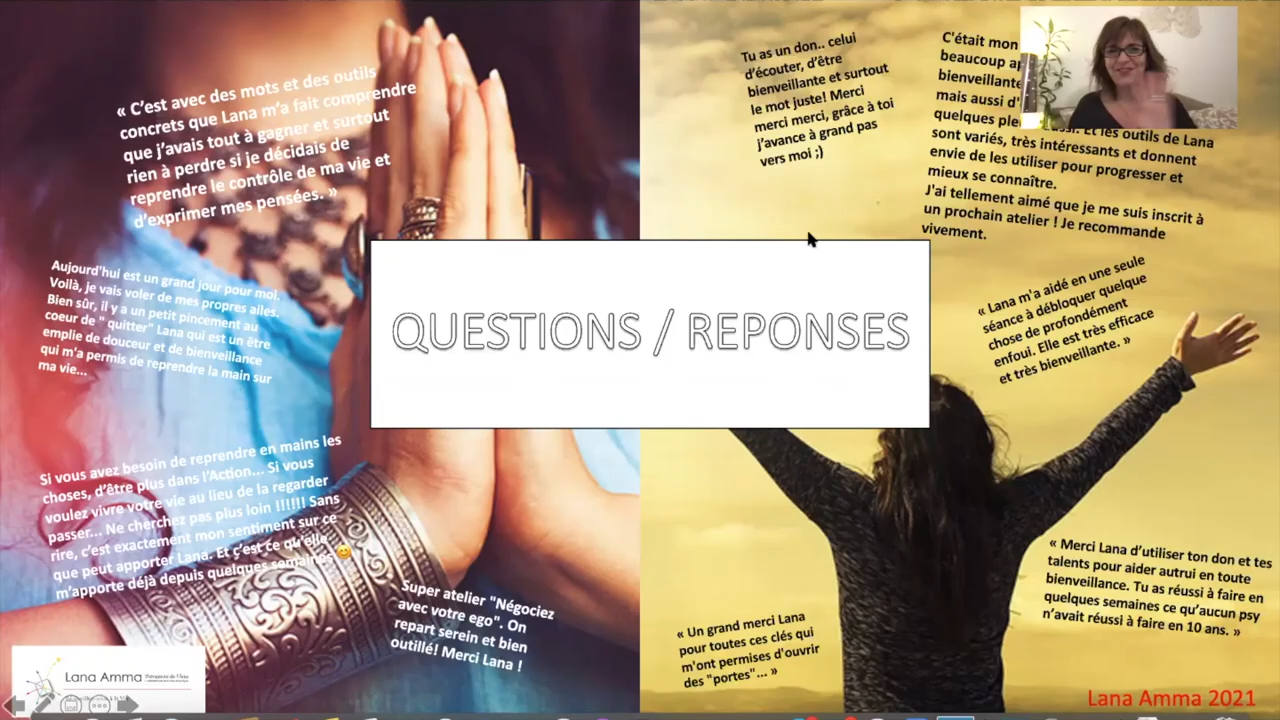 « C'est avec des mots et des outils
concrets que Lana m'a fait comprendre
que j'avais tout à gagner et surtout
rien à perdre si je décidais de
reprendre le contrôle de ma vie et
d'exprimer mes pensées. »
Aujourd'hui est un grand jour pour moi.
Voilà, je vais voler de mes propres ailes.
Bien sûr, il y a un petit pincement au
coeur de " quitter" Lana qui est un être
emplie de douceur et de bienveillance
qui m'a permis de reprendre la main sur
ma vie...
Si vous avez besoin de reprendre en mains les
choses, d'être plus dans l'Action... Si vous
voulez vivre votre vie au lieu de la regarder
passer... Ne cherchez pas plus loin !!!!!! Sans
rire, c'est exactement mon sentiment sur ce
que peut apporter Lana. Et c'est ce qu'elle
m'apporte déjà depuis quelques semaines 😊
Super atelier "Négociez
avec votre ego". On
repart serein et bien
outillé! Merci Lana !
Lana Amma
QUESTIONS / REPONSES
Tu as un don.. celui
d'écouter, d'être
bienveillante et surtout
le mot juste! Merci
merci merci, grâce à toi
j'avance à grand pas
vers moi ;)
C'était mon
beaucoup
bienveillante
mais aussi
quelques
Et les outils de Lana
sont variés, très intéressants et donnent
envie de les utiliser pour progresser et
mieux se connaître.
J'ai tellement aimé que je me suis inscrit à
un prochain atelier ! Je recommande
vivement.
« Lana m'a aidé en une seule
séance à débloquer quelque
chose de profondément
enfoui. Elle est très efficace
et très bienveillante. »
« Merci Lana d'utiliser ton don et tes
talents pour aider autrui en toute
bienveillance. Tu as réussi à faire en
quelques semaines ce qu'aucun psy
n'avait réussi à faire en 10 ans. »
« Un grand merci Lana
pour toutes ces clés qui
m'ont permises d'ouvrir
des "portes"... »
Lana Amma 2021